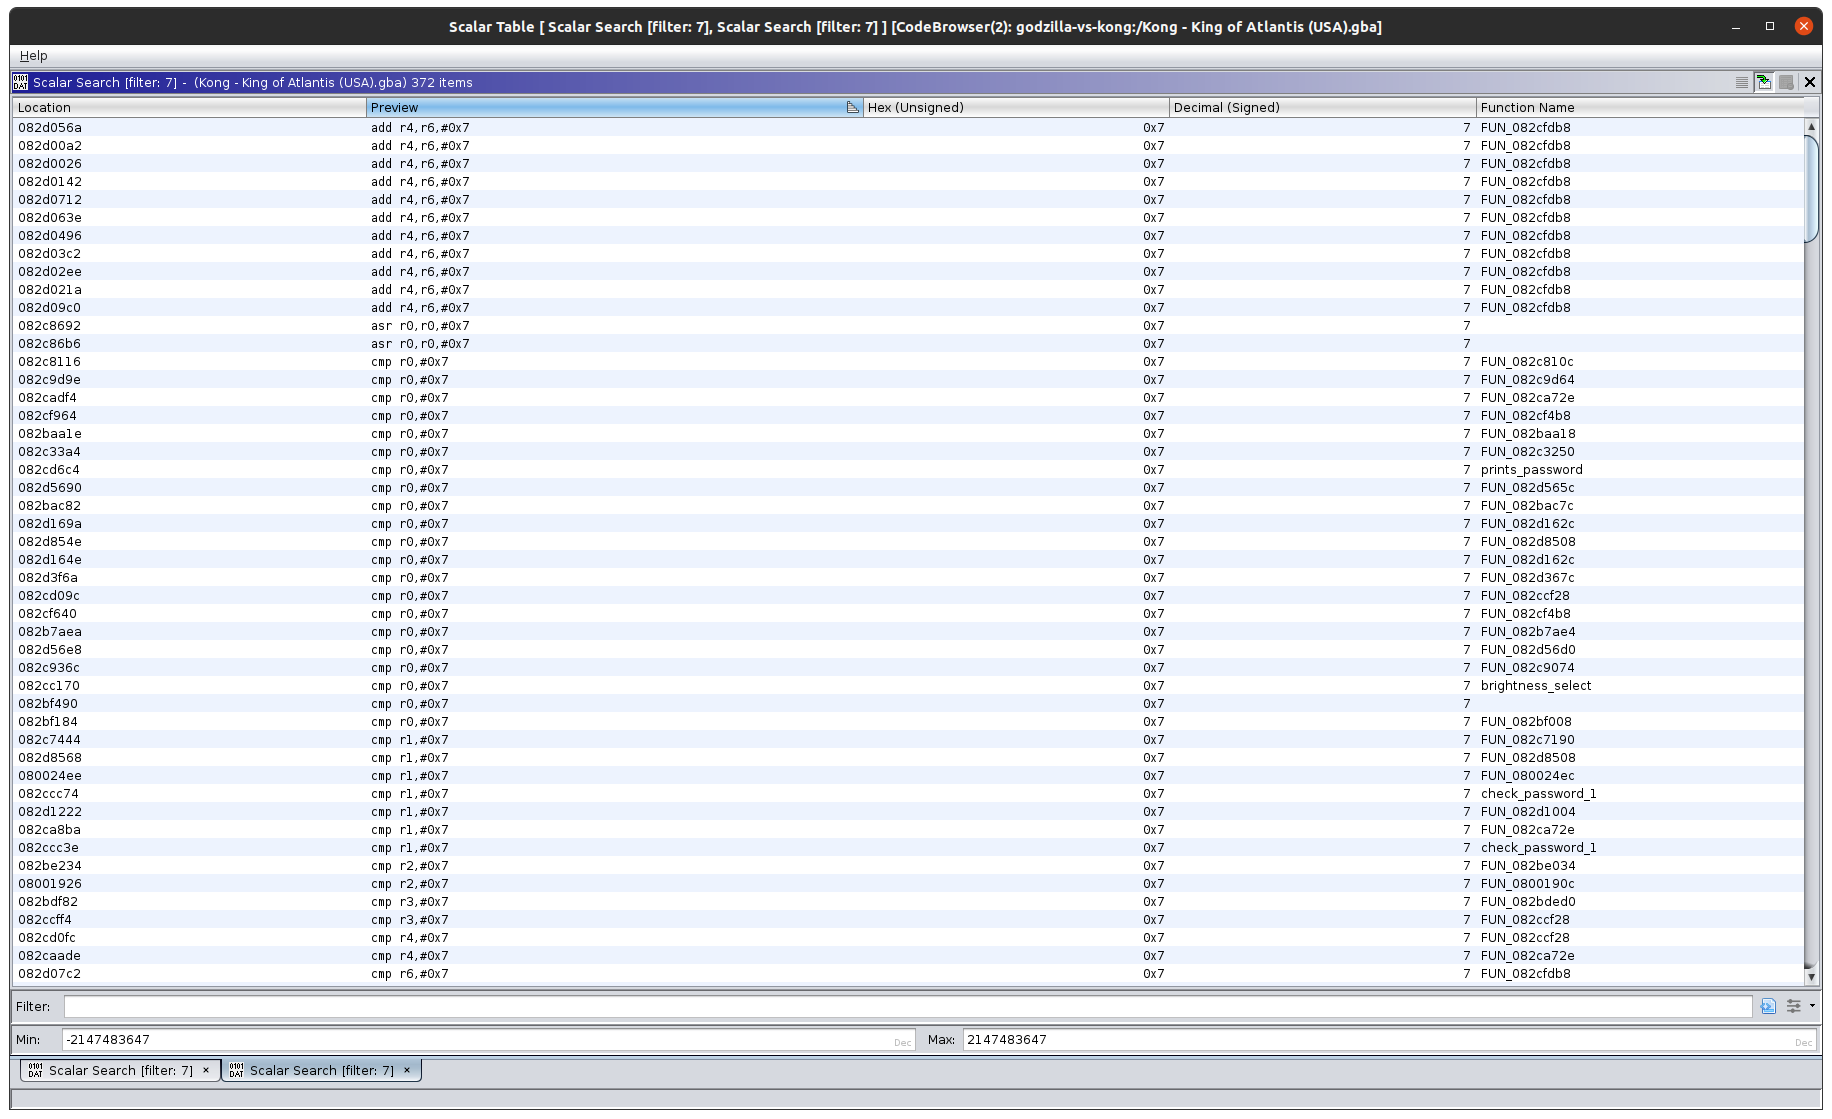 Scalar Table [ Scalar Search [filter: 7], Scalar Search [filter: 7] ] [CodeBrowser(2): godzilla-vs-kong:/Kong - King of Atlantis (USA).gba]
Help
Scalar Search [filter: 7] - (Kong - King of Atlantis (USA).gba) 372 items
Location Preview Hex (Unsigned) Decimal (Signed) Function Name
082d056a add r4,r6,#0x7 0x7 7 FUN_082cfdb8
082d00a2 add r4,r6,#0x7 0x7 7 FUN_082cfdb8
082d0026 add r4,r6,#0x7 0x7 7 FUN_082cfdb8
082d0142 add r4,r6,#0x7 0x7 7 FUN_082cfdb8
082d0712 add r4,r6,#0x7 0x7 7 FUN_082cfdb8
082d063e add r4,r6,#0x7 0x7 7 FUN_082cfdb8
082d0496 add r4,r6,#0x7 0x7 7 FUN_082cfdb8
082d03c2 add r4,r6,#0x7 0x7 7 FUN_082cfdb8
082d02ee add r4,r6,#0x7 0x7 7 FUN_082cfdb8
082d021a add r4,r6,#0x7 0x7 7 FUN_082cfdb8
082d09c0 add r4,r6,#0x7 0x7 7 FUN_082cfdb8
082c8692 asr r0,r0,#0x7 0x7 7
082c86b6 asr r0,r0,#0x7 0x7 7
082c8116 cmp r0,#0x7 0x7 7 FUN_082c810c
082c9d9e cmp r0,#0x7 0x7 7 FUN_082c9d64
082cadf4 cmp r0,#0x7 0x7 7 FUN_082ca72e
082cf964 cmp r0,#0x7 0x7 7 FUN_082cf4b8
082baa1e cmp r0,#0x7 0x7 7 FUN_082baa18
082c33a4 cmp r0,#0x7 0x7 7 FUN_082c3250
082cd6c4 cmp r0,#0x7 0x7 7 prints_password
082d5690 cmp r0,#0x7 0x7 7 FUN_082d565c
082bac82 cmp r0,#0x7 0x7 7 FUN_082bac7c
082d169a cmp r0,#0x7 0x7 7 FUN_082d162c
082d854e cmp r0,#0x7 0x7 7 FUN_082d8508
082d164e cmp r0,#0x7 0x7 7 FUN_082d162c
082d3f6a cmp r0,#0x7 0x7 7 FUN_082d367c
082cd09c cmp r0,#0x7 0x7 7 FUN_082ccf28
082cf640 cmp r0,#0x7 0x7 7 FUN_082cf4b8
082b7aea cmp r0,#0x7 0x7 7 FUN_082b7ae4
082d56e8 cmp r0,#0x7 0x7 7 FUN_082d56d0
082c936c cmp r0,#0x7 0x7 7 FUN_082c9074
082cc170 cmp r0,#0x7 0x7 7 brightness_select
082bf490 cmp r0,#0x7 0x7 7
082bf184 cmp r0,#0x7 0x7 7 FUN_082bf008
082c7444 cmp r1,#0x7 0x7 7 FUN_082c7190
082d8568 cmp r1,#0x7 0x7 7 FUN_082d8508
080024ee cmp r1,#0x7 0x7 7 FUN_080024ec
082ccc74 cmp r1,#0x7 0x7 7 check_password_1
082d1222 cmp r1,#0x7 0x7 7 FUN_082d1004
082ca8ba cmp r1,#0x7 0x7 7 FUN_082ca72e
082ccc3e cmp r1,#0x7 0x7 7 check_password_1
082be234 cmp r2,#0x7 0x7 7 FUN_082be034
08001926 cmp r2,#0x7 0x7 7 FUN_0800190c
082bdf82 cmp r3,#0x7 0x7 7 FUN_082bded0
082ccff4 cmp r3,#0x7 0x7 7 FUN_082ccf28
082cd0fc cmp r4,#0x7 0x7 7 FUN_082ccf28
082caade cmp r4,#0x7 0x7 7 FUN_082ca72e
082d07c2 cmp r6,#0x7 0x7 7 FUN_082cfdb8
Filter:
Min: -2147483647 Dec Max: 2147483647 Dec
Scalar Search [filter: 7] × Scalar Search [filter: 7] ×